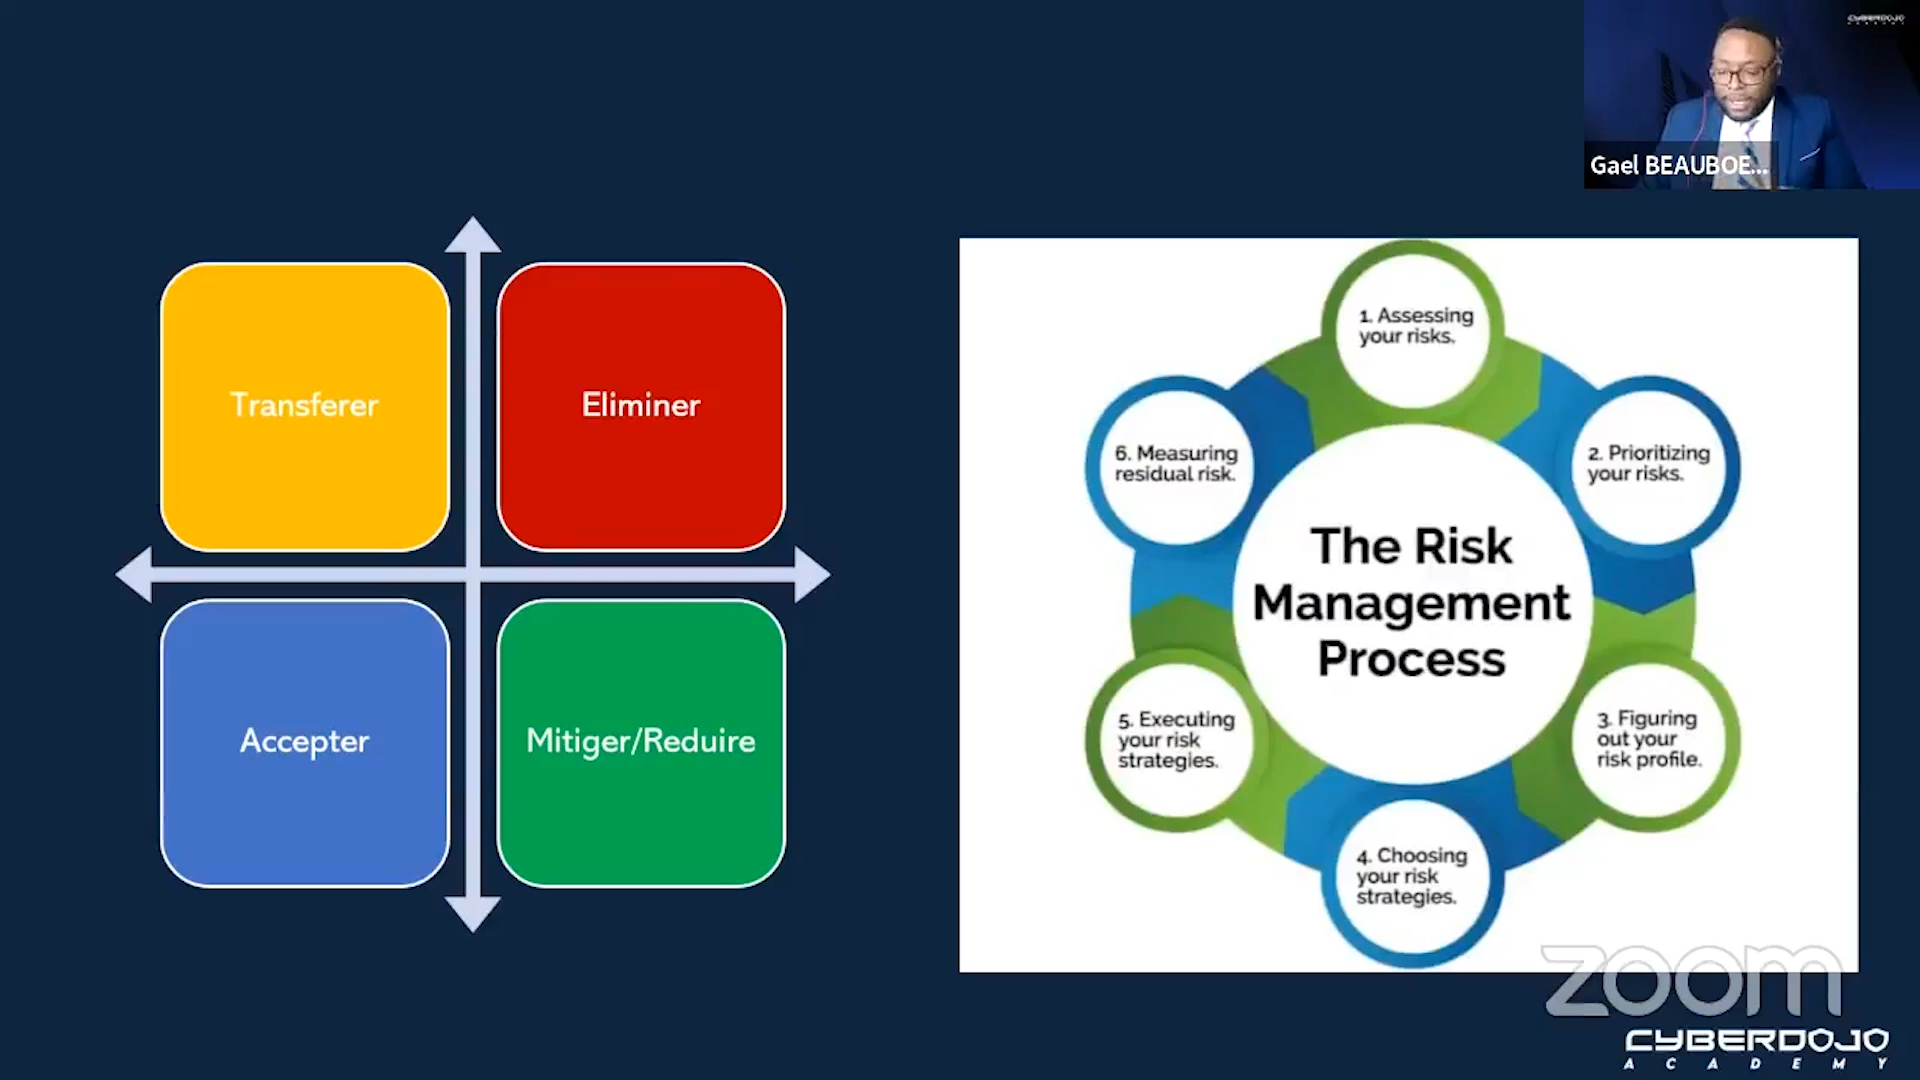 CYBERDOJO
ACADEMY
Gael BEAUBOE...
Transferer
Eliminer
Accepter
Mitiger/Reduire
1. Assessing
your risks.
2. Prioritizing
your risks.
3. Figuring
out your
risk profile.
4. Choosing
your risk
strategies.
5. Executing
your risk
strategies.
6. Measuring
residual risk.
The Risk
Management
Process
zoom
CYBERDOJO
ACADEMY